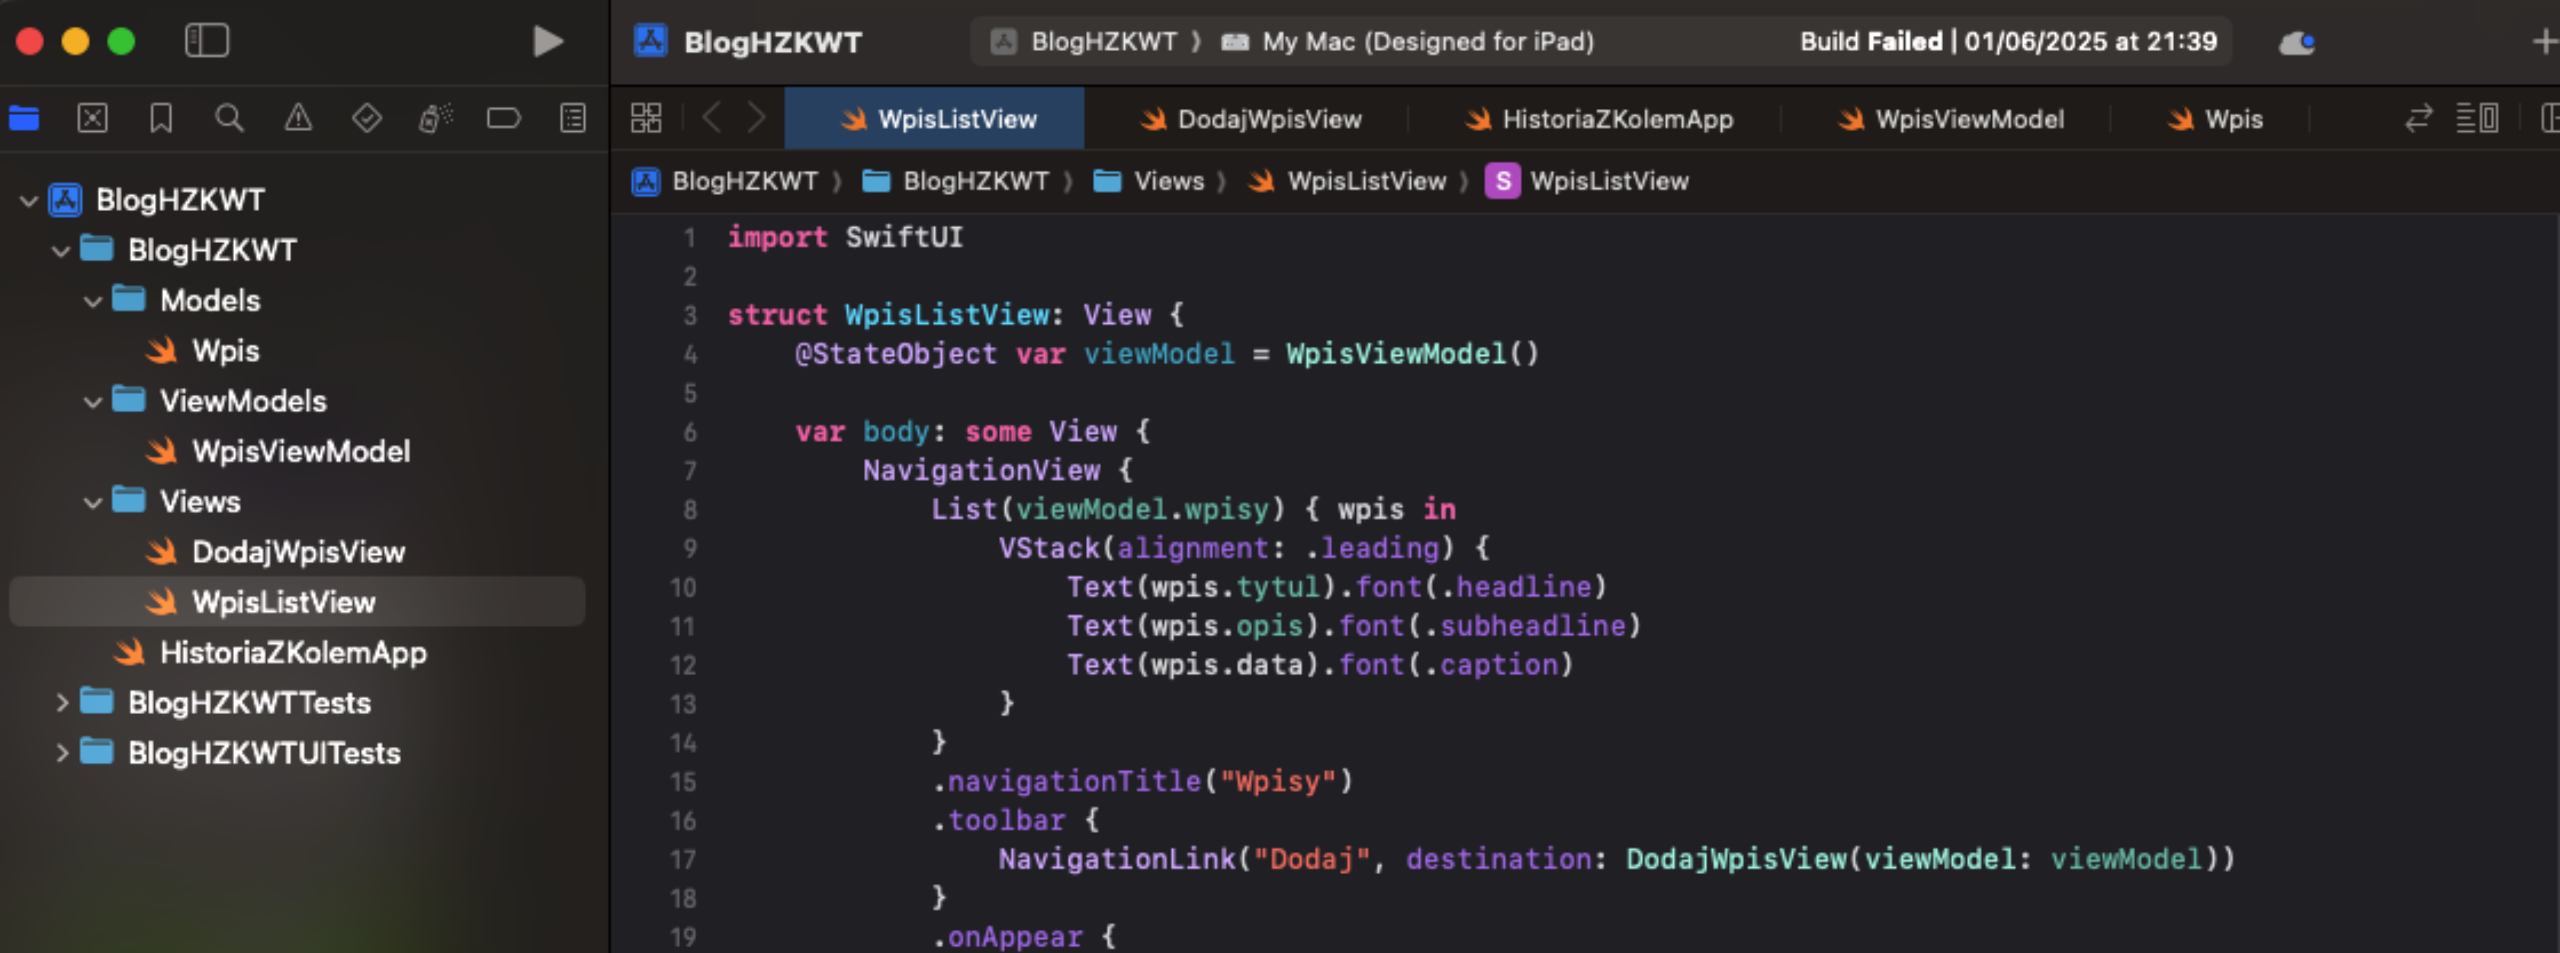 BlogHZKWT
BlogHZKWT
Models
Wpis
ViewModels
WpisViewModel
Views
DodajWpisView
WpisListView
HistoriaZKolemApp
BlogHZKWTTests
BlogHZKWTUITests
BlogHZKWT
BlogHZKWT ⟩ My Mac (Designed for iPad)
Build Failed | 01/06/2025 at 21:39
WpisListView
DodajWpisView
HistoriaZKolemApp
WpisViewModel
Wpis
BlogHZKWT ⟩ BlogHZKWT ⟩ Views ⟩ WpisListView ⟩ S WpisListView
1 import SwiftUI
2
3 struct WpisListView: View {
4     @StateObject var viewModel = WpisViewModel()
5
6     var body: some View {
7         NavigationView {
8             List(viewModel.wpisy) { wpis in
9                 VStack(alignment: .leading) {
10                     Text(wpis.tytul).font(.headline)
11                     Text(wpis.opis).font(.subheadline)
12                     Text(wpis.data).font(.caption)
13                 }
14             }
15             .navigationTitle("Wpisy")
16             .toolbar {
17                 NavigationLink("Dodaj", destination: DodajWpisView(viewModel: viewModel))
18             }
19             .onAppear {